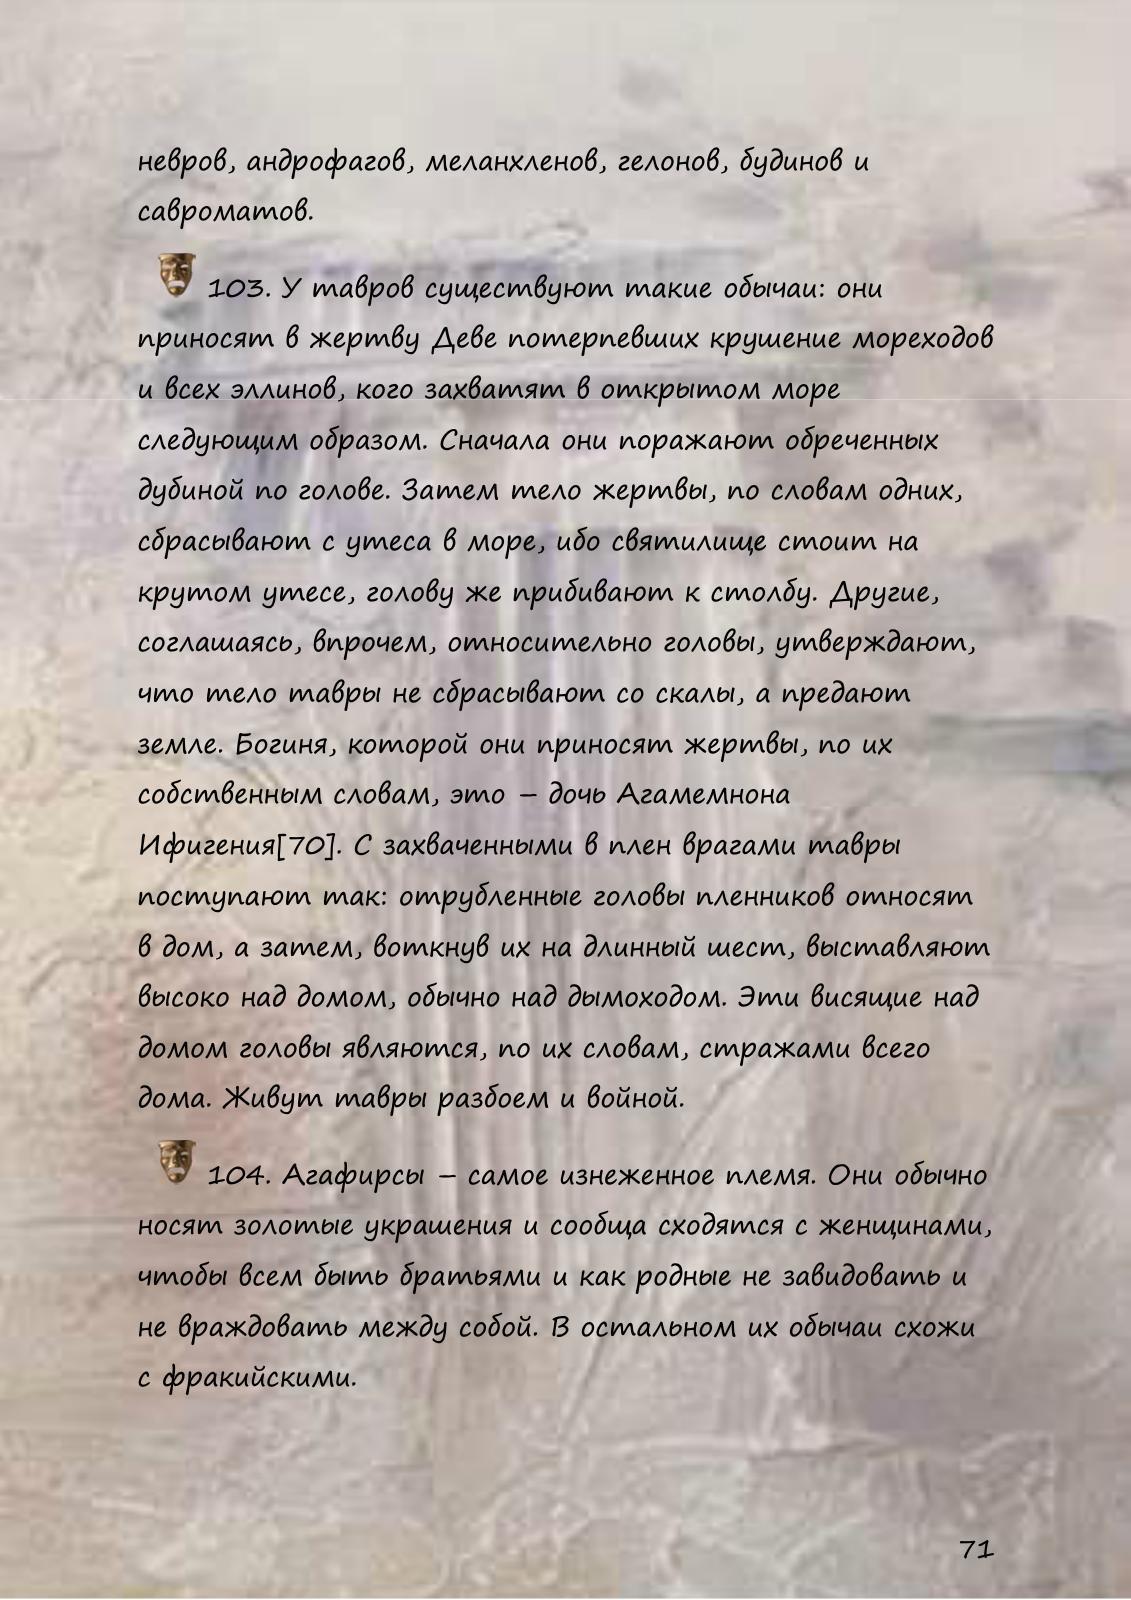 невров, андрофагов, меланхленов, гелонов, будинов и
савроматов.
103. У тавров существуют такие обычаи: они
приносят в жертву Деве потерпевших крушение мореходов
и всех эллинов, кого захватят в открытом море
следующим образом. Сначала они поражают обреченных
дубиной по голове. Затем тело жертвы, по словам одних,
сбрасывают с утеса в море, ибо святилище стоит на
крутом утесе, голову же прибивают к столбу. Другие,
соглашаясь, впрочем, относительно головы, утверждают,
что тело тавры не сбрасывают со скалы, а предают
земле. Богиня, которой они приносят жертвы, по их
собственным словам, это – дочь Агамемнона
Ифигения[70]. С захваченными в плен врагами тавры
поступают так: отрубленные головы пленников относят
в дом, а затем, воткнув их на длинный шест, выставляют
высоко над домом, обычно над дымоходом. Эти висящие над
домом головы являются, по их словам, стражами всего
дома. Живут тавры разбоем и войной.
104. Агафирсы – самое изнеженное племя. Они обычно
носят золотые украшения и сообща сходятся с женщинами,
чтобы всем быть братьями и как родные не завидовать и
не враждовать между собой. В остальном их обычаи схожи
с фракийскими.
71